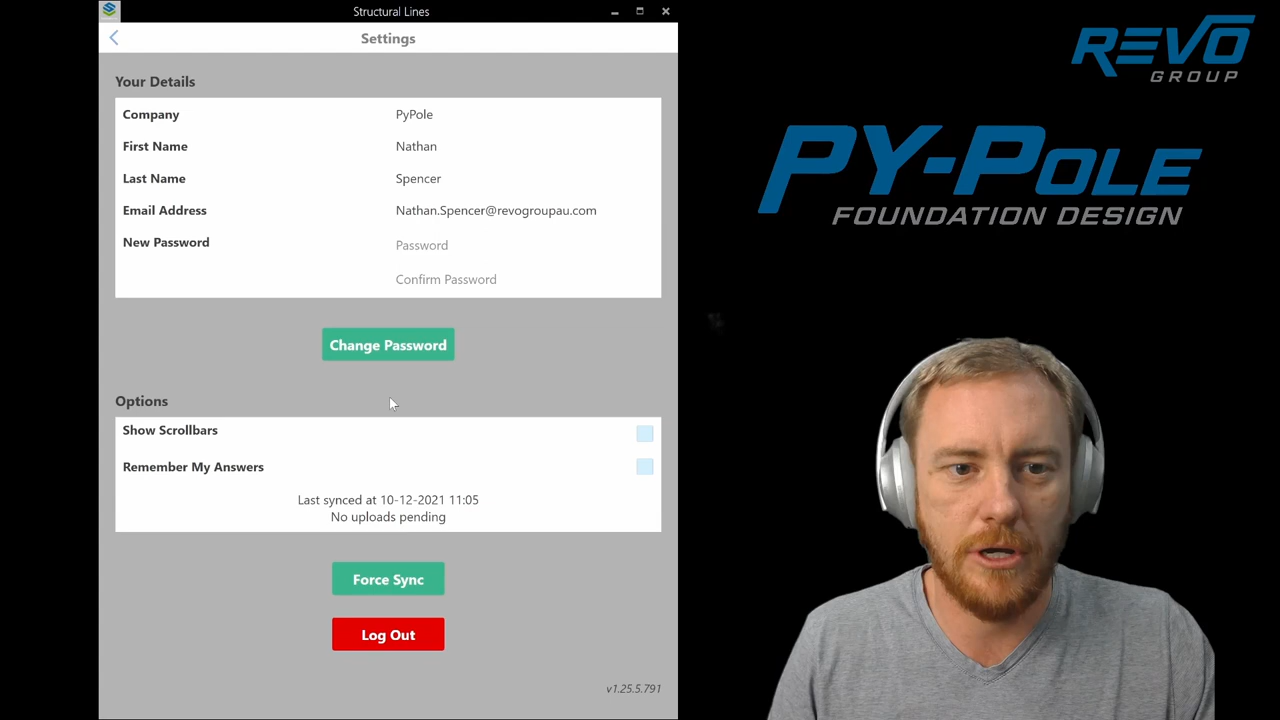 Structural Lines
Settings
Your Details
Company PyPole
First Name Nathan
Last Name Spencer
Email Address Nathan.Spencer@revogroupau.com
New Password Password
Confirm Password
Change Password
Options
Show Scrollbars
Remember My Answers
Last synced at 10-12-2021 11:05
No uploads pending
Force Sync
Log Out
v1.25.5.791
REVO
GROUP
PY-POLE
FOUNDATION DESIGN